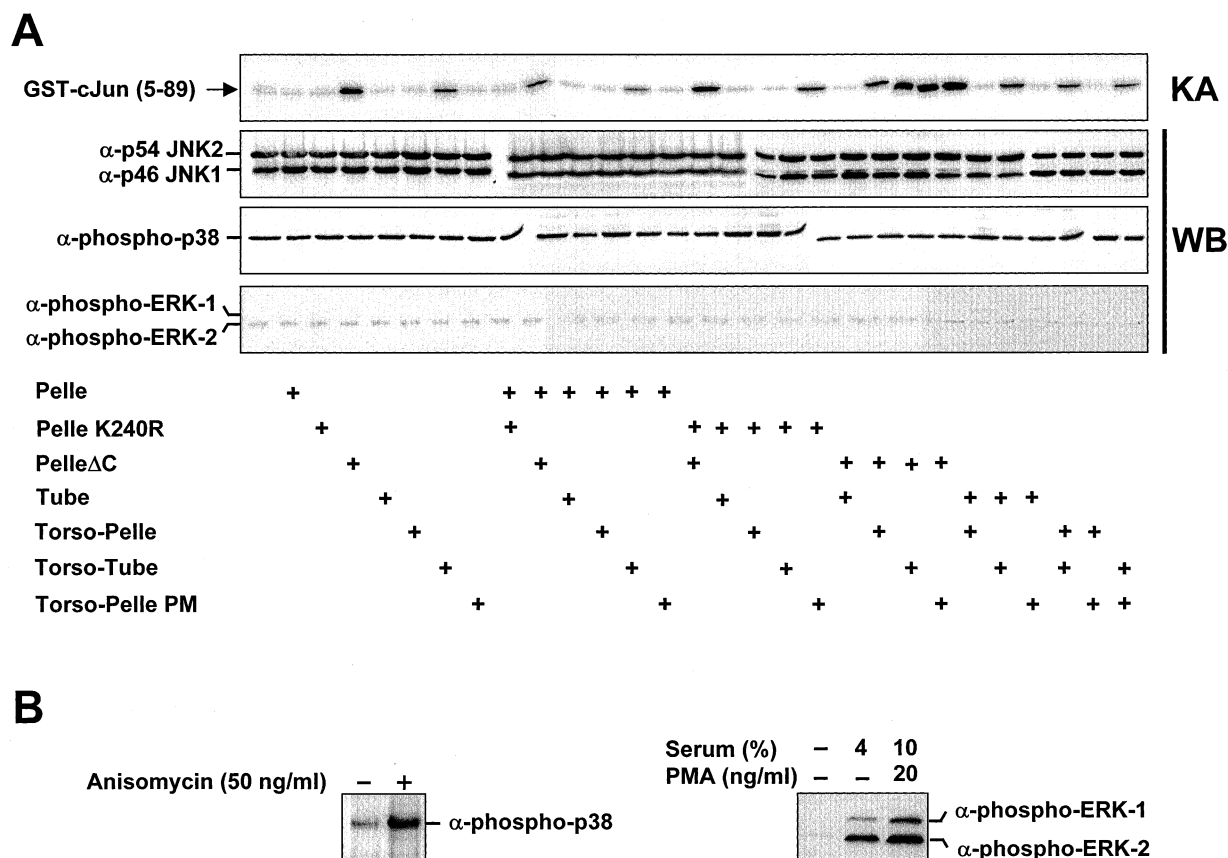 A
GST-cJun (5-89)
KA
α-p54 JNK2
α-p46 JNK1
α-phospho-p38
WB
α-phospho-ERK-1
α-phospho-ERK-2
Pelle + + + + + + +
Pelle K240R + + + + + + +
PelleΔC + + + + + + +
Tube + + + + + + +
Torso-Pelle + + + + + + +
Torso-Tube + + + + + + +
Torso-Pelle PM + + + + + + +
B
Serum (%) – 4 10
PMA (ng/ml) – – 20
Anisomycin (50 ng/ml) – +
α-phospho-ERK-1
α-phospho-p38
α-phospho-ERK-2